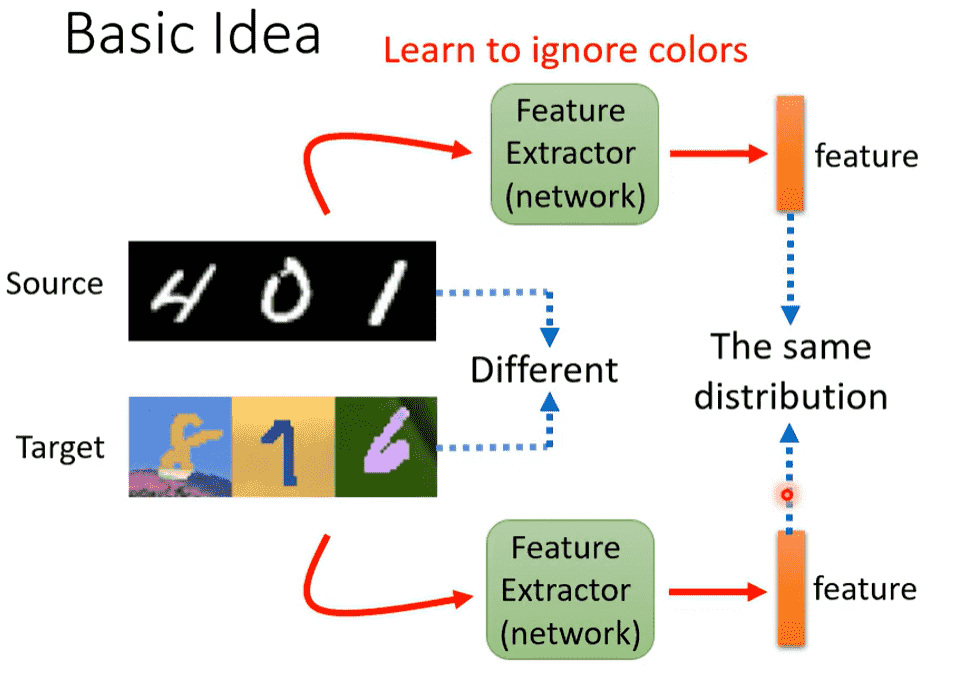 Basic Idea
Learn to ignore colors
Feature
Extractor
(network)
feature
Source
4 0 1
Different
The same
distribution
Target
8 1 6
Feature
Extractor
(network)
feature